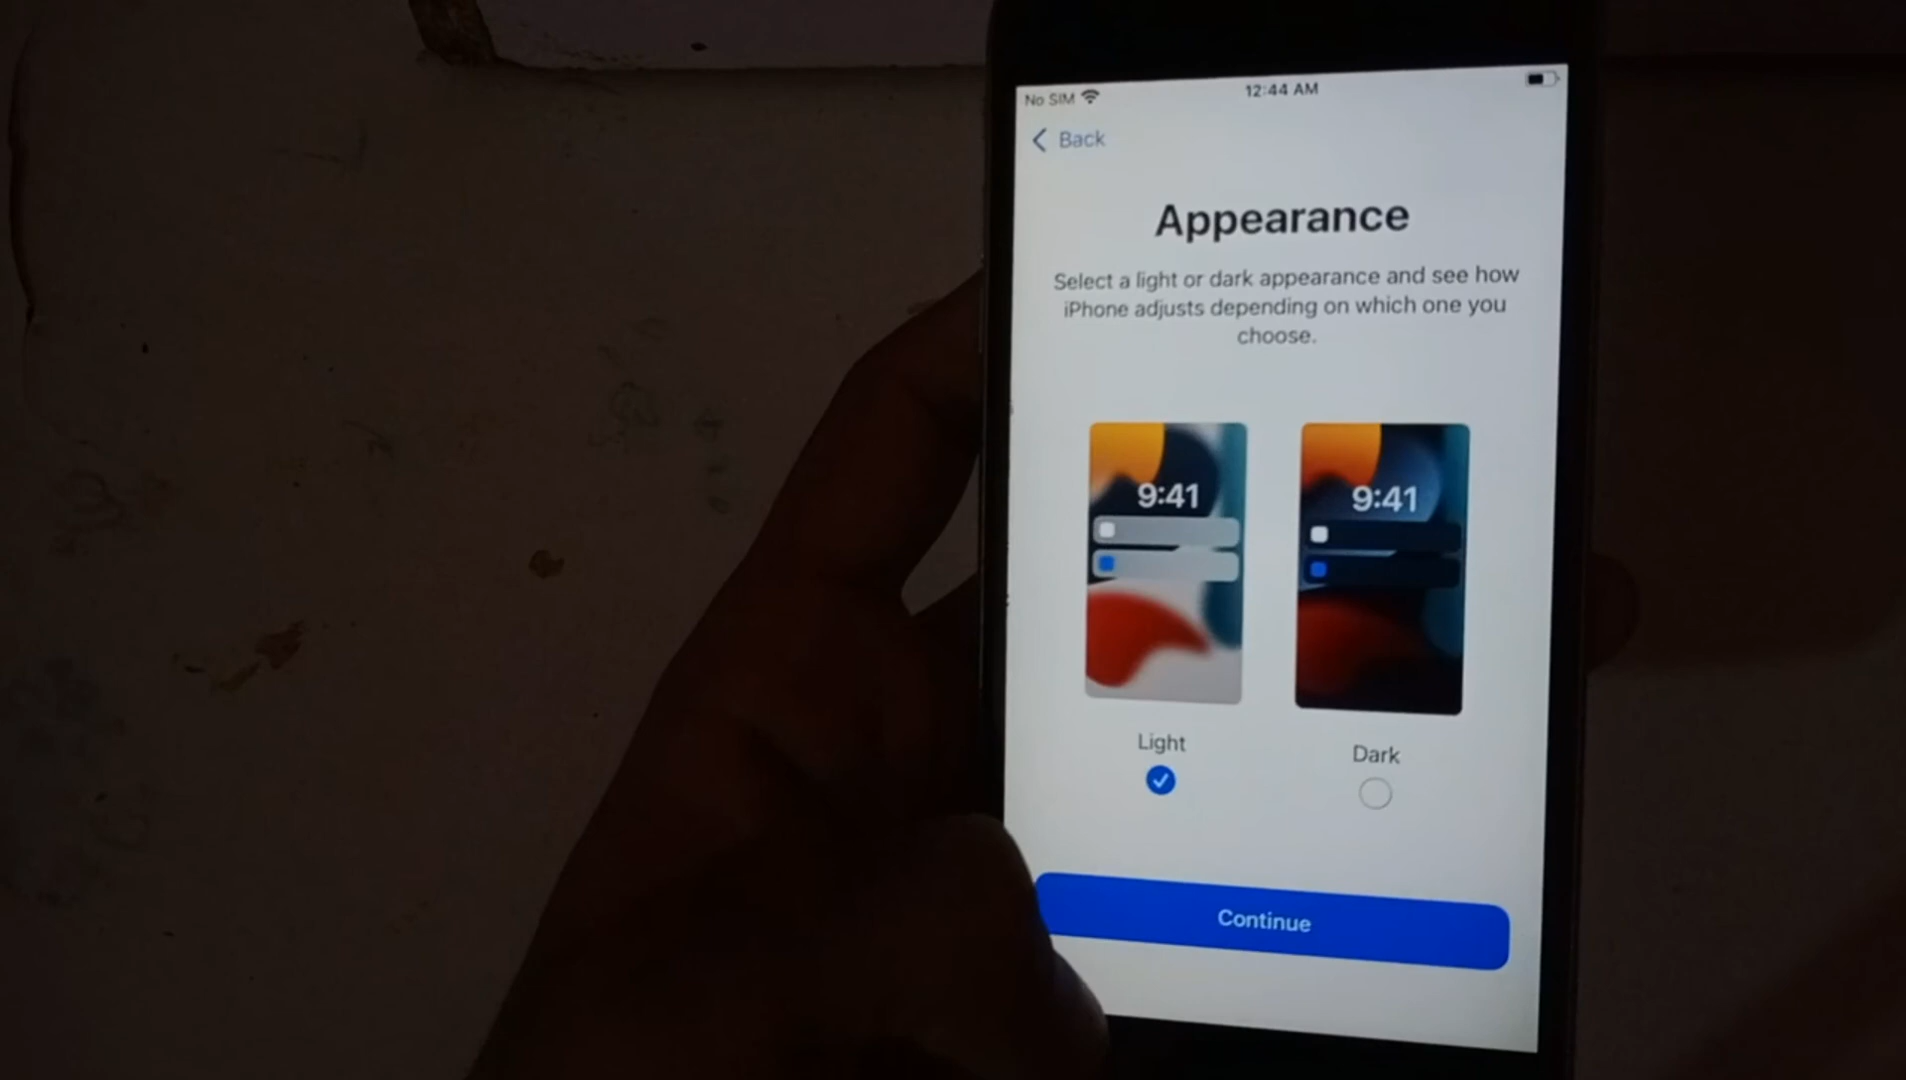 No SIM 12:44 AM
Back
Appearance
Select a light or dark appearance and see how
iPhone adjusts depending on which one you
choose.
9:41 9:41
Light Dark
Continue